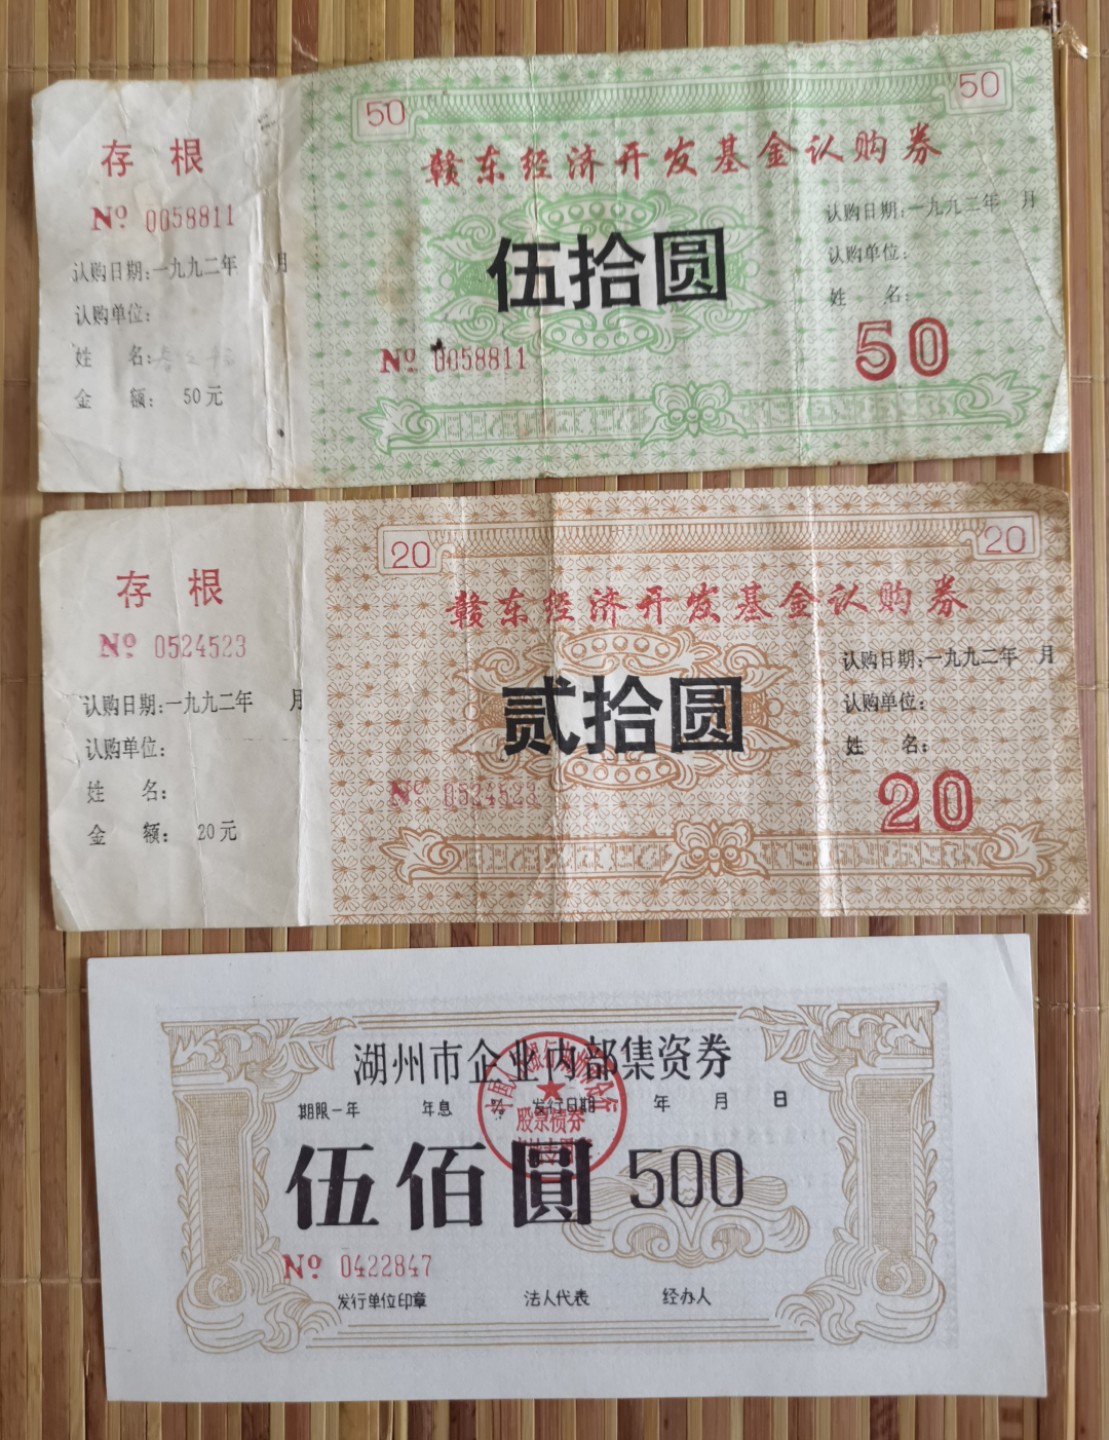 存根
Nº 0058811
认购日期:一九九二年 月
认购单位:
姓 名:
金 额: 50元
50
50
赣东经济开发基金认购券
伍拾圆
认购日期:一九九二年 月
认购单位:
姓 名:
Nº 0058811
50
存根
Nº 0524523
认购日期:一九九二年 月
认购单位:
姓 名:
金 额: 20元
20
20
赣东经济开发基金认购券
贰拾圆
认购日期:一九九二年 月
认购单位:
姓 名:
Nº 0524523
20
湖州市企业内部集资券
期限一年 年息 % 发行日期 年 月 日
股票债券
伍佰圓 500
Nº 0422847
发行单位印章 法人代表 经办人